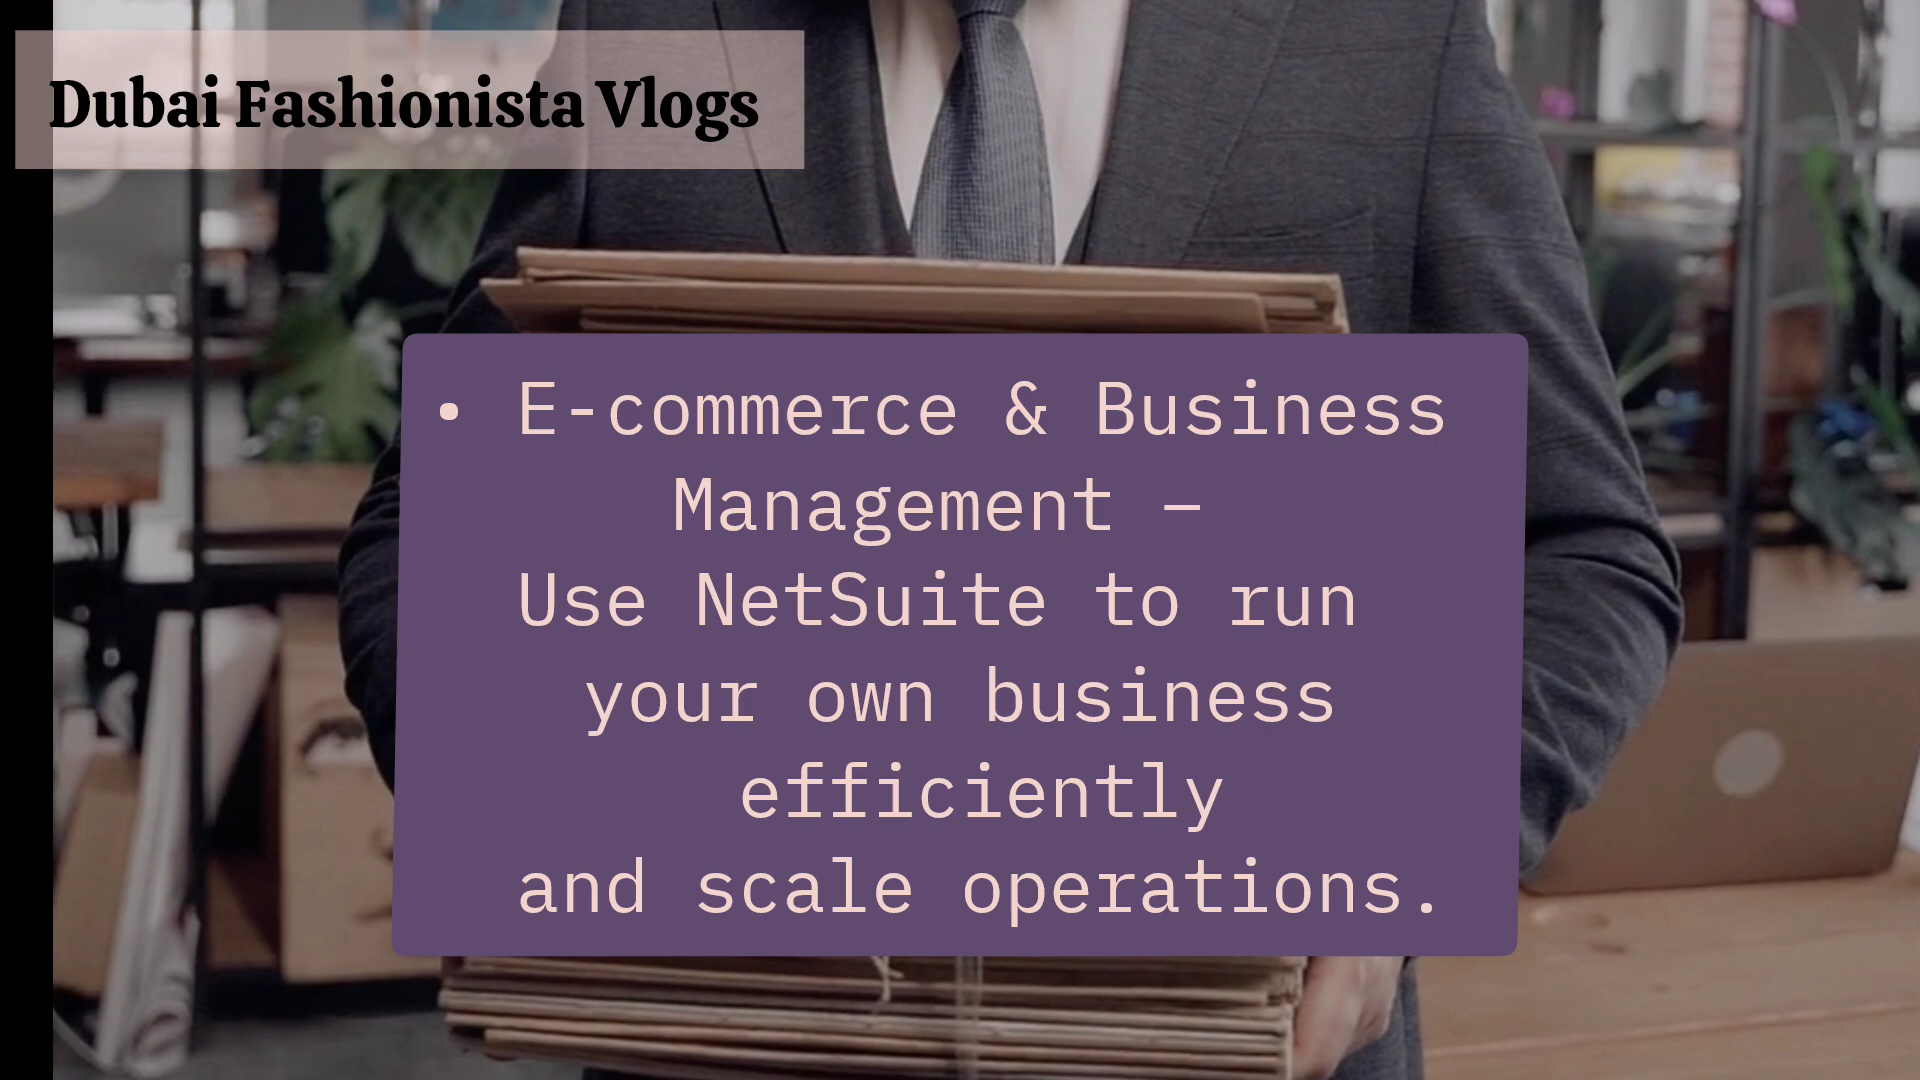 Dubai Fashionista Vlogs
• E-commerce & Business
Management –
Use NetSuite to run
your own business
efficiently
and scale operations.